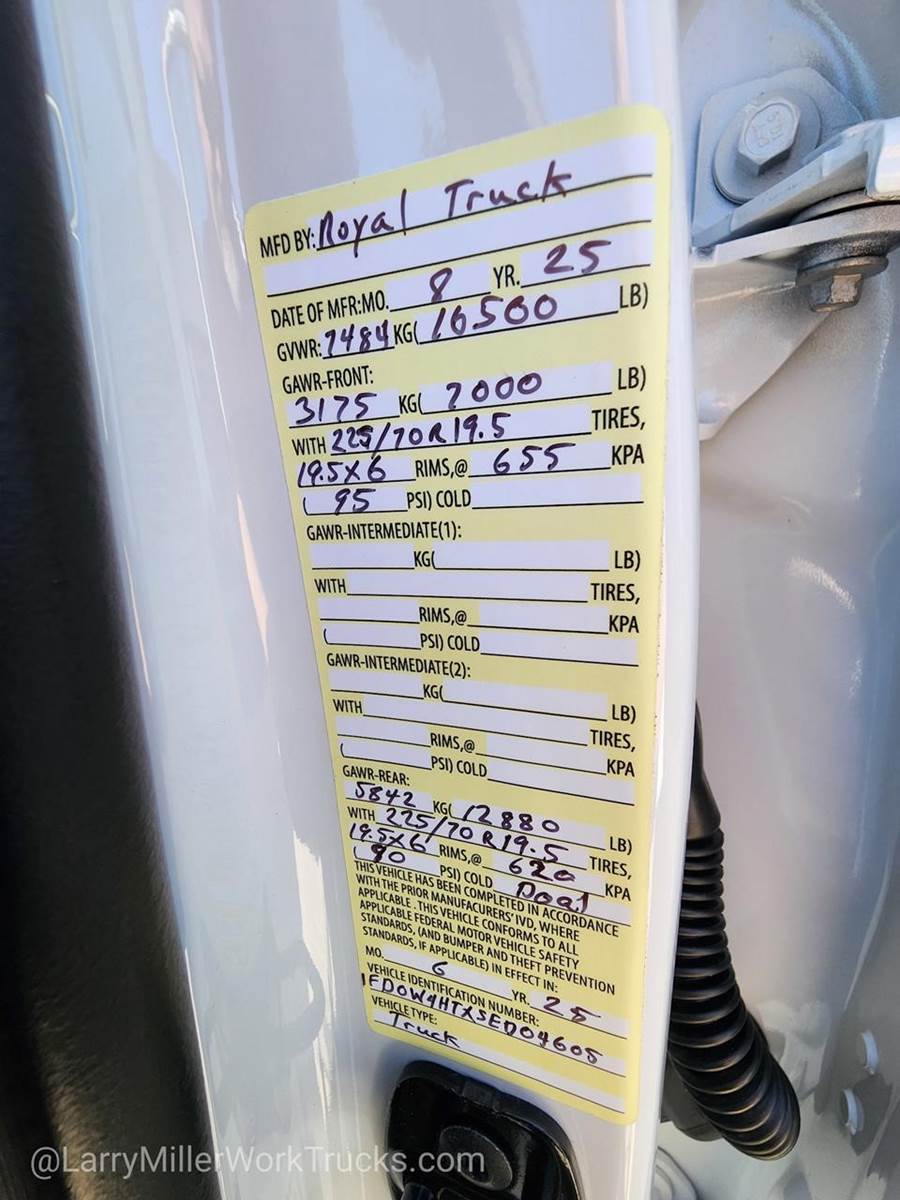 MFD BY: Royal Truck
DATE OF MFR:MO. 8 YR. 25
GVWR: 7484 KG( 16500 LB)
GAWR-FRONT:
3175 KG( 7000 LB)
WITH 225/70R19.5 TIRES,
19.5X6 RIMS,@ 655 KPA
( 95 PSI) COLD
GAWR-INTERMEDIATE(1):
KG( LB)
WITH TIRES,
RIMS,@ KPA
( PSI) COLD
GAWR-INTERMEDIATE(2):
KG( LB)
WITH TIRES,
RIMS,@ KPA
( PSI) COLD
GAWR-REAR:
5842 KG( 12880 LB)
WITH 225/70R19.5 TIRES,
19.5X6 RIMS,@ 620 KPA
( 90 PSI) COLD
THIS VEHICLE HAS BEEN COMPLETED IN ACCORDANCE
WITH THE PRIOR MANUFACTURERS' IVD, WHERE
APPLICABLE. THIS VEHICLE CONFORMS TO ALL
APPLICABLE FEDERAL MOTOR VEHICLE SAFETY
STANDARDS, (AND BUMPER AND THEFT PREVENTION
STANDARDS, IF APPLICABLE) IN EFFECT IN:
MO. 6 YR. 25
VEHICLE IDENTIFICATION NUMBER:
1FD0W4HTXSED04605
VEHICLE TYPE:
Truck
@LarryMillerWorkTrucks.com